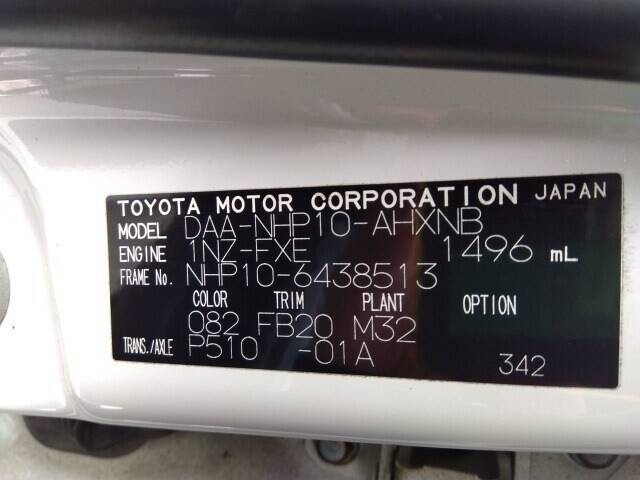 TOYOTA MOTOR CORPORATION JAPAN
MODEL DAA-NHP10-AHXNB
ENGINE 1NZ-FXE 1496 mL
FRAME No. NHP10-6438513
COLOR TRIM PLANT OPTION
082 FB20 M32
TRANS./AXLE P510 -01A
342